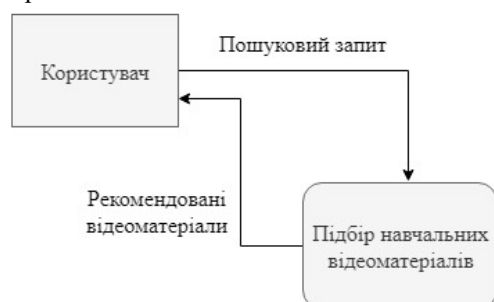 Пошуковий запит
Користувач
Рекомендовані
відеоматеріали
Підбір навчальних
відеоматеріалів